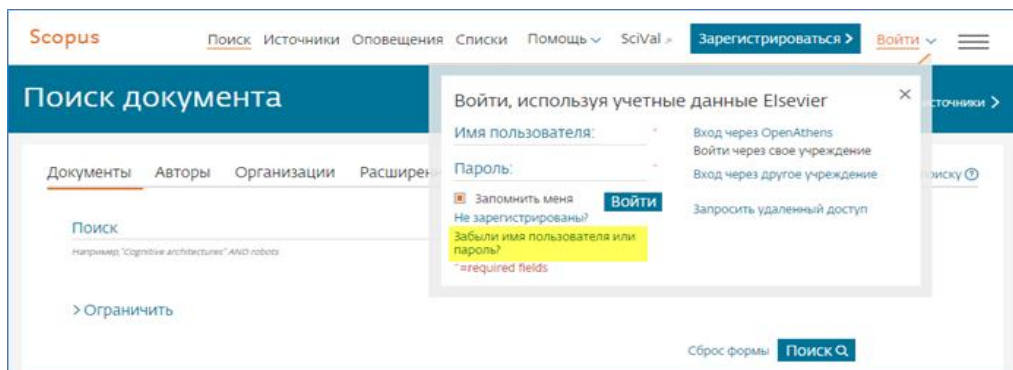 Scopus
Поиск Источники Оповещения Списки Помощь SciVal Зарегистрироваться > Войти
Поиск документа
источники >
Войти, используя учетные данные Elsevier ×
Имя пользователя: *
Пароль: *
Запомнить меня
Войти
Не зарегистрированы?
Забыли имя пользователя или
пароль?
*=required fields
Вход через OpenAthens
Войти через свое учреждение
Вход через другое учреждение
Запросить удаленный доступ
Документы Авторы Организации Расширен
поиску ?
Поиск
Например, "Cognitive architectures" AND robots
> Ограничить
Сброс формы Поиск